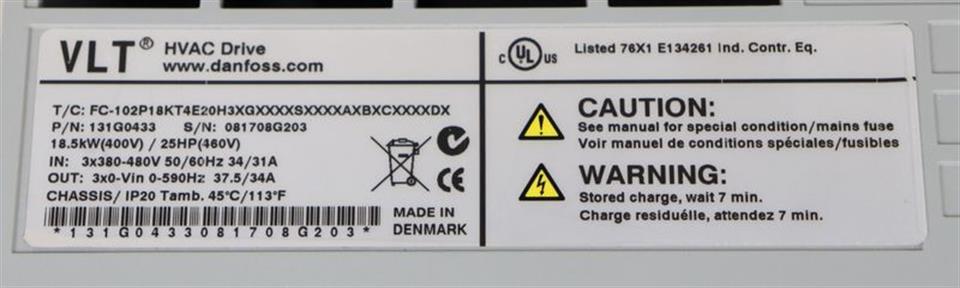 VLT® HVAC Drive
www.danfoss.com
T/C: FC-102P18KT4E20H3XGXXXXSXXXXAXBXCXXXXDX
P/N: 131G0433 S/N: 081708G203
18.5kW(400V) / 25HP(460V)
IN: 3x380-480V 50/60Hz 34/31A
OUT: 3x0-Vin 0-590Hz 37.5/34A
CHASSIS/ IP20 Tamb. 45°C/113°F
*131G0433081708G203*
MADE IN
DENMARK
CE
c UL US Listed 76X1 E134261 Ind. Contr. Eq.
CAUTION:
See manual for special condition/mains fuse
Voir manuel de conditions spéciales/fusibles
WARNING:
Stored charge, wait 7 min.
Charge residuélle, attendez 7 min.